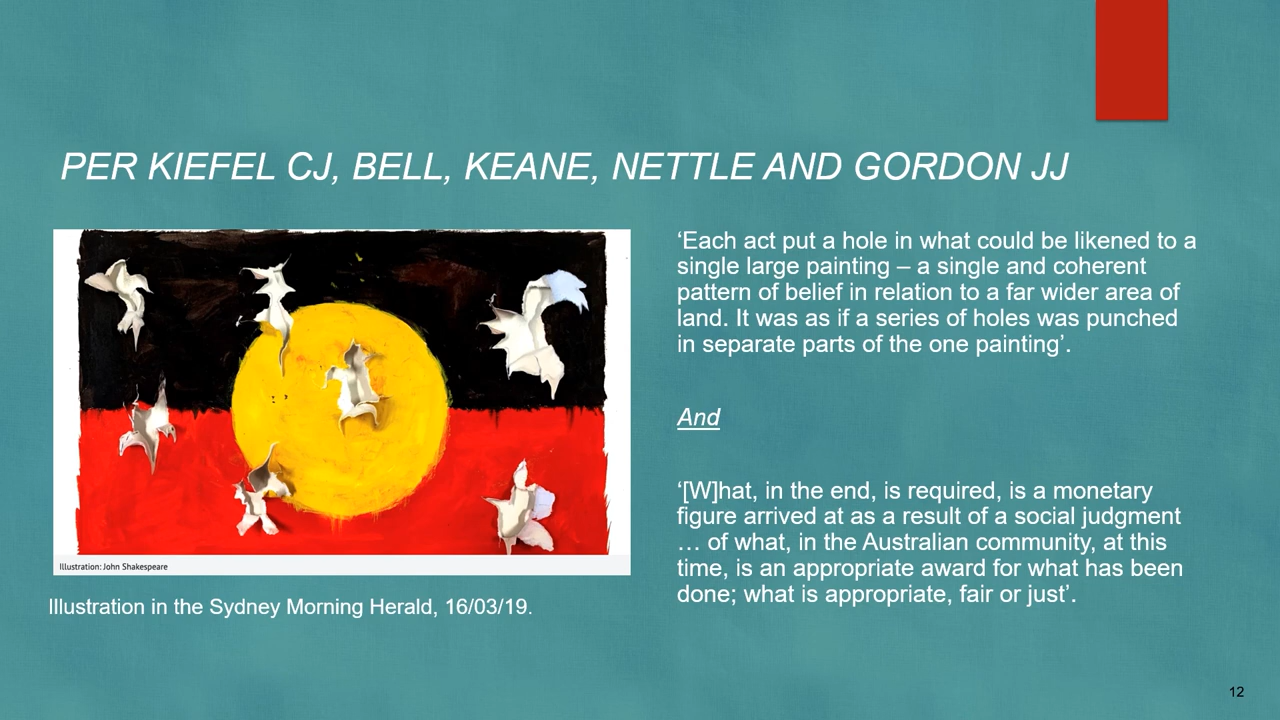 PER KIEFEL CJ, BELL, KEANE, NETTLE AND GORDON JJ
Illustration: John Shakespeare
Illustration in the Sydney Morning Herald, 16/03/19.
‘Each act put a hole in what could be likened to a
single large painting – a single and coherent
pattern of belief in relation to a far wider area of
land. It was as if a series of holes was punched
in separate parts of the one painting’.
And
‘[W]hat, in the end, is required, is a monetary
figure arrived at as a result of a social judgment
… of what, in the Australian community, at this
time, is an appropriate award for what has been
done; what is appropriate, fair or just’.
12